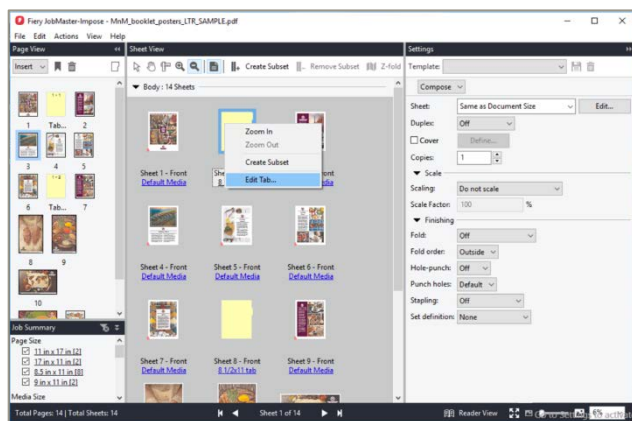 Fiery JobMaster-Impose - MnM_booklet_posters_LTR_SAMPLE.pdf
File Edit Actions View Help
Page View
Sheet View
Settings
Insert
Create Subset
Remove Subset
Z-fold
Template:
Body : 14 Sheets
Compose
1
Tab...
2
3
4
5
6
Tab...
7
8
9
10
Zoom In
Zoom Out
Create Subset
Edit Tab...
Sheet 1 - Front
Default Media
Sheet 4 - Front
Default Media
Sheet 5 - Front
Default Media
Sheet 6 - Front
Default Media
Sheet 7 - Front
Default Media
Sheet 8 - Front
8.1/2x11 tab
Sheet 9 - Front
Default Media
Sheet: Same as Document Size Edit...
Duplex: Off
Cover Define...
Copies: 1
Scale
Scaling: Do not scale
Scale Factor: 100 %
Finishing
Fold: Off
Fold order: Outside
Hole-punch: Off
Punch holes: Default
Stapling: Off
Set definition: None
Job Summary
Page Size
11 in x 17 in [2]
17 in x 11 in [2]
8.5 in x 11 in [8]
9 in x 11 in [2]
Media Size
Total Pages: 14 | Total Sheets: 14
Sheet 1 of 14
Reader View
6%